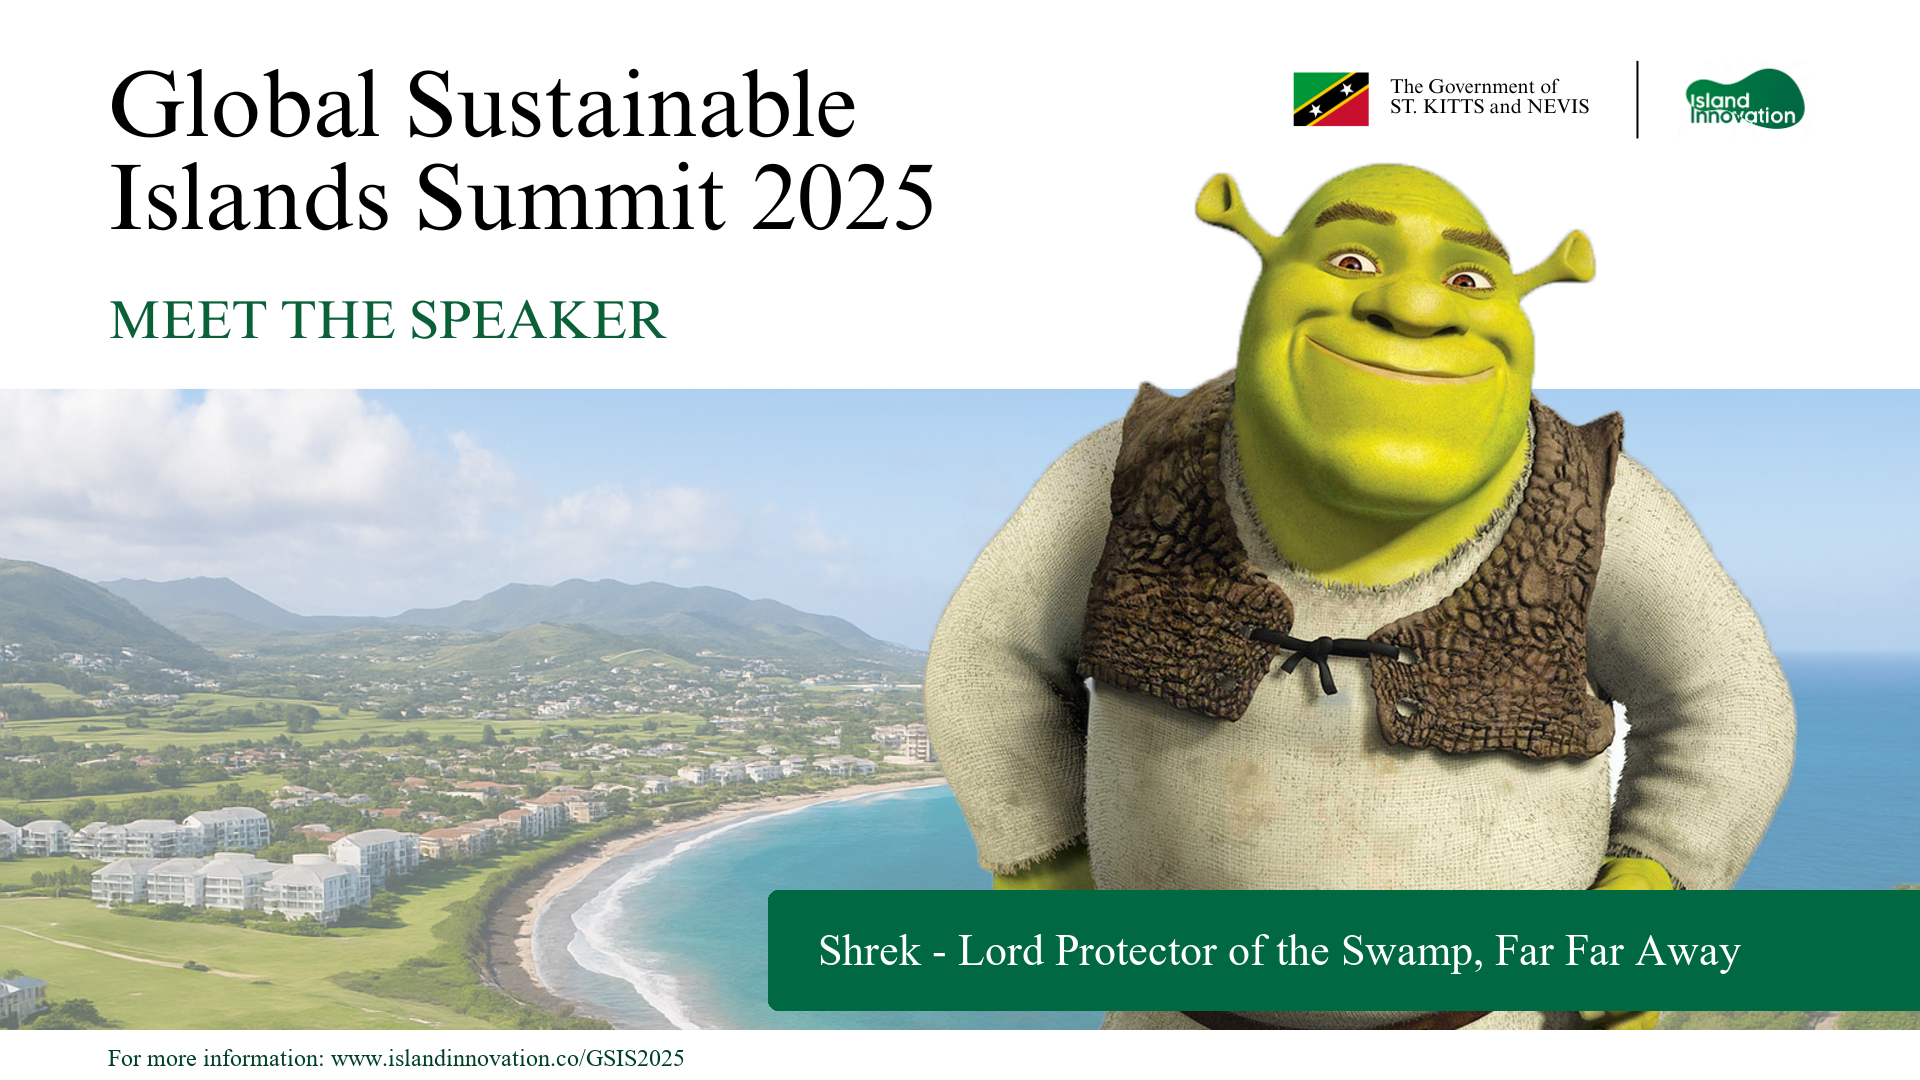 Global Sustainable
Islands Summit 2025
The Government of
ST. KITTS and NEVIS
Island
Innovation
MEET THE SPEAKER
Shrek - Lord Protector of the Swamp, Far Far Away
For more information: www.islandinnovation.co/GSIS2025